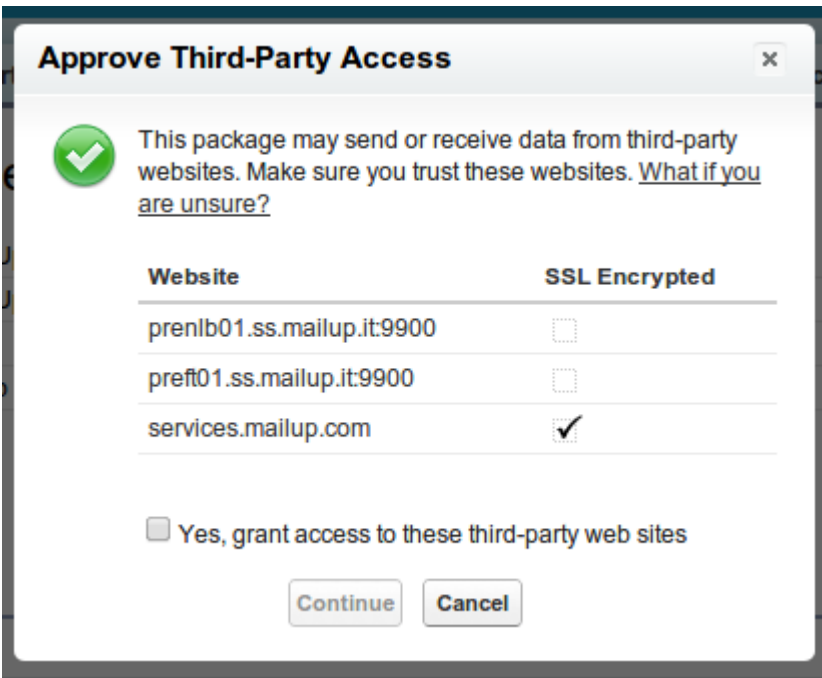 Approve Third-Party Access
This package may send or receive data from third-party
websites. Make sure you trust these websites. What if you
are unsure?
Website SSL Encrypted
prenlb01.ss.mailup.it:9900
preft01.ss.mailup.it:9900
services.mailup.com
Yes, grant access to these third-party web sites
Continue Cancel